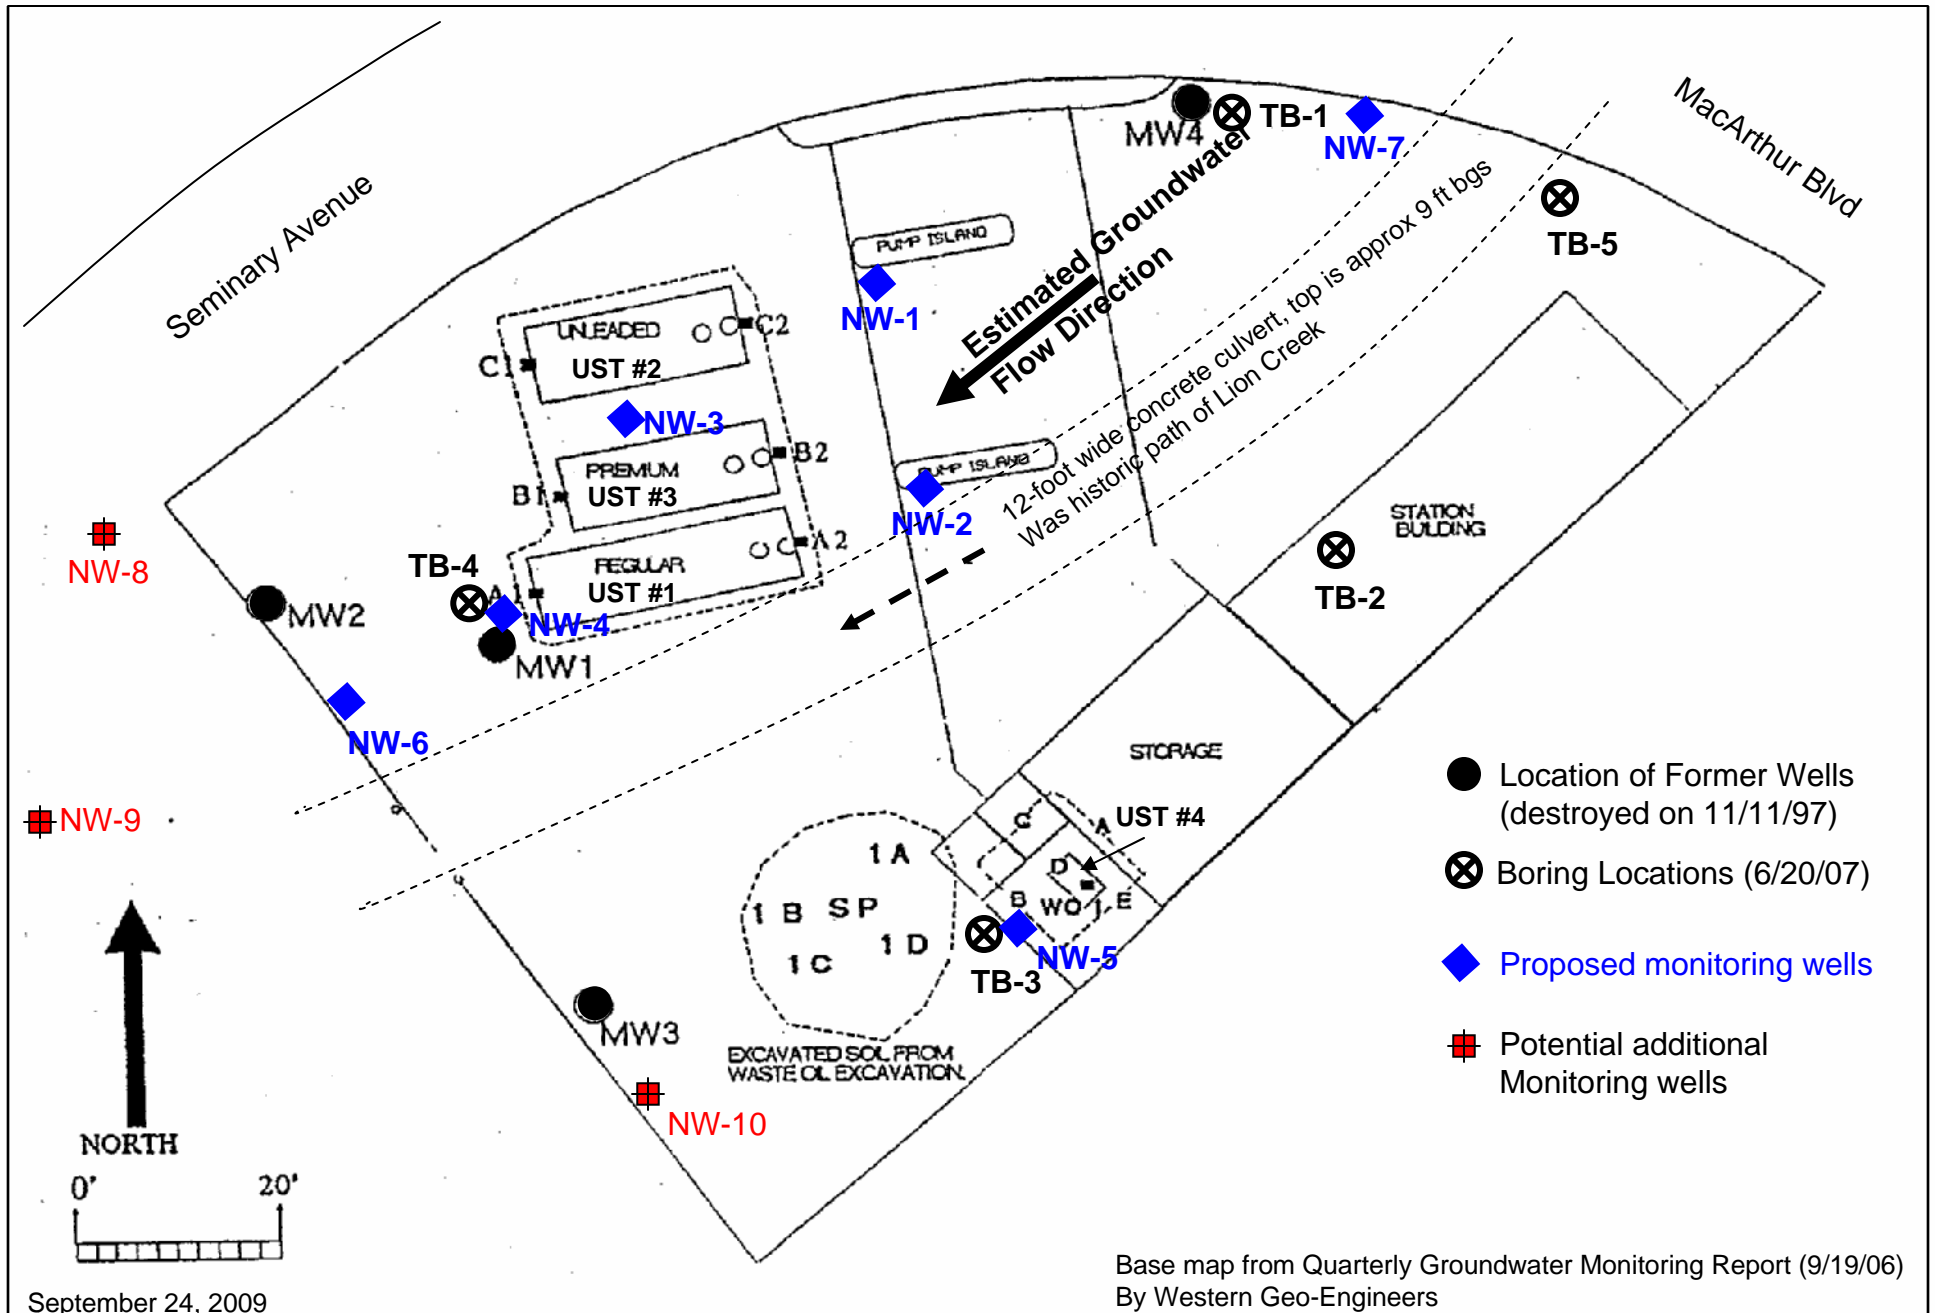 MacArthur Blvd
Seminary Avenue
MW4
TB-1
NW-7
TB-5
PUMP ISLAND
NW-1
Estimated Groundwater
Flow Direction
12-foot wide concrete culvert, top is approx 9 ft bgs
Was historic path of Lion Creek
UNLEADED
UST #2
C1
C2
NW-3
PREMIUM
UST #3
B1
B2
PUMP ISLAND
NW-2
REGULAR
UST #1
A1
A2
TB-4
NW-4
MW1
NW-8
MW2
NW-6
NW-9
STATION
BUILDING
TB-2
STORAGE
UST #4
C
A
D
B
WO 1
E
1 A
1 B
SP
1 C
1 D
TB-3
NW-5
MW3
EXCAVATED SOL FROM
WASTE OIL EXCAVATION.
NW-10
Location of Former Wells
(destroyed on 11/11/97)
Boring Locations (6/20/07)
Proposed monitoring wells
Potential additional
Monitoring wells
NORTH
0'
20'
September 24, 2009
Base map from Quarterly Groundwater Monitoring Report (9/19/06)
By Western Geo-Engineers